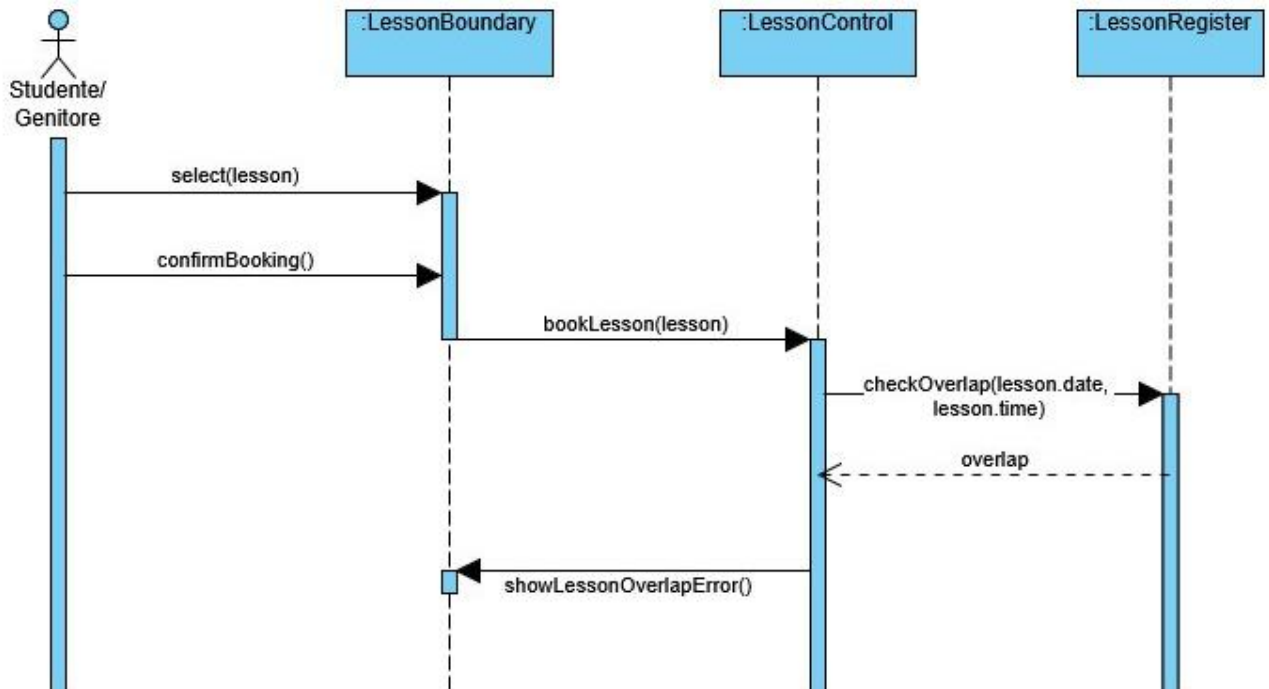 :LessonBoundary
:LessonControl
:LessonRegister
Studente/
Genitore
select(lesson)
confirmBooking()
bookLesson(lesson)
checkOverlap(lesson.date,
lesson.time)
overlap
showLessonOverlapError()